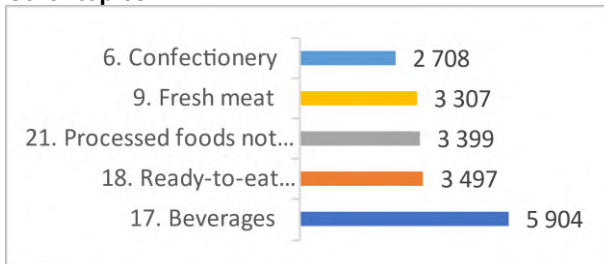 6. Confectionery 2 708
9. Fresh meat 3 307
21. Processed foods not... 3 399
18. Ready-to-eat... 3 497
17. Beverages 5 904